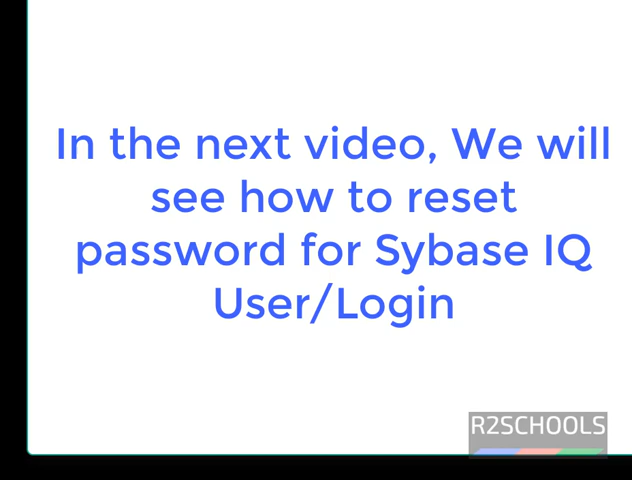 In the next video, We will
see how to reset
password for Sybase IQ
User/Login
R2SCHOOLS